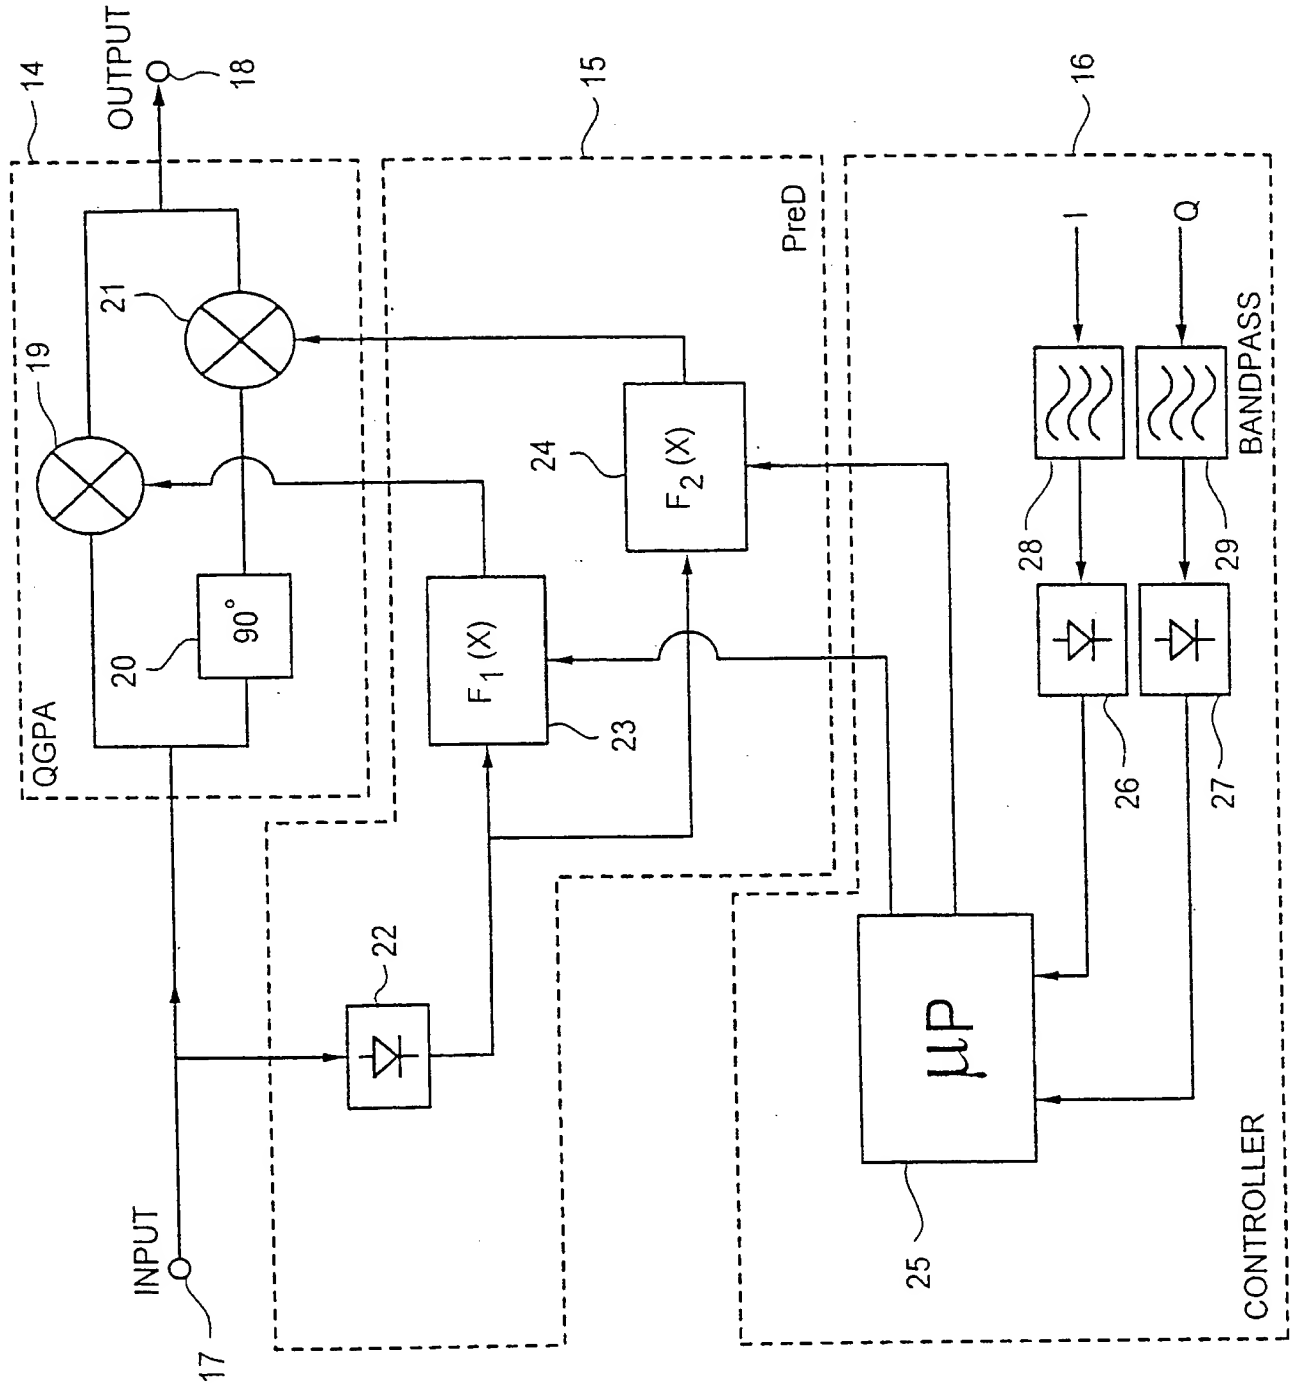 INPUT
17
OUTPUT
18
14
QGPA
19
20
90°
21
15
PreD
22
F1(X)
23
F2(X)
24
16
CONTROLLER
25
μP
26
27
28
29
BANDPASS
I
Q